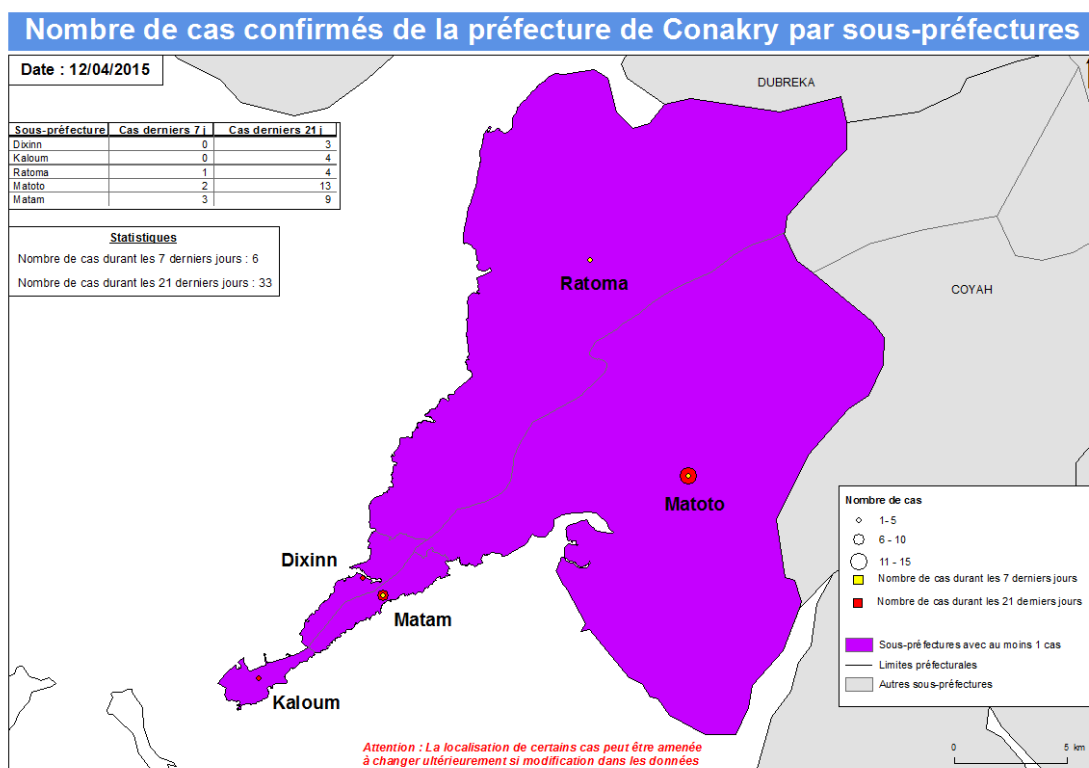 Nombre de cas confirmés de la préfecture de Conakry par sous-préfectures
Date : 12/04/2015
DUBREKA
Sous-préfecture Cas derniers 7 j Cas derniers 21 j
Dixinn 0 3
Kaloum 0 4
Ratoma 1 4
Matoto 2 13
Matam 3 9
Statistiques
Nombre de cas durant les 7 derniers jours : 6
Nombre de cas durant les 21 derniers jours : 33
Ratoma
COYAH
Matoto
Dixinn
Matam
Kaloum
Nombre de cas
1-5
6 - 10
11 - 15
Nombre de cas durant les 7 derniers jours
Nombre de cas durant les 21 derniers jours
Sous-préfectures avec au moins 1 cas
Limites préfecturales
Autres sous-préfectures
Attention : La localisation de certains cas peut être amenée
à changer ultérieurement si modification dans les données
0 5 km